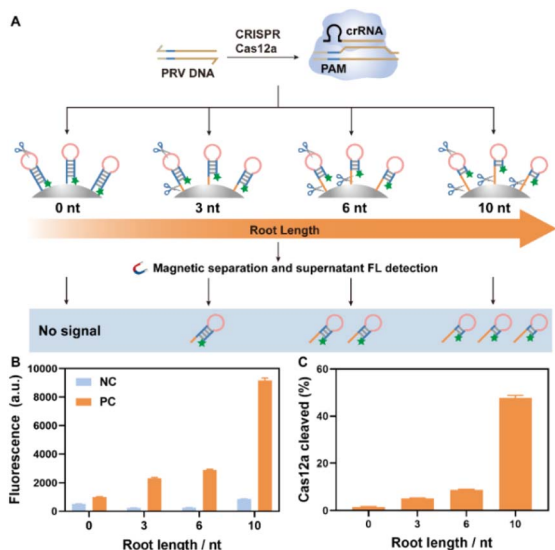 A
CRISPR
Cas12a
crRNA
PRV DNA
PAM
0 nt
3 nt
6 nt
10 nt
Root Length
Magnetic separation and supernatant FL detection
No signal
B
Fluorescence (a.u.)
10000
8000
6000
4000
2000
0
NC
PC
0
3
6
10
Root length / nt
C
Cas12a cleaved (%)
60
40
20
0
0
3
6
10
Root length / nt